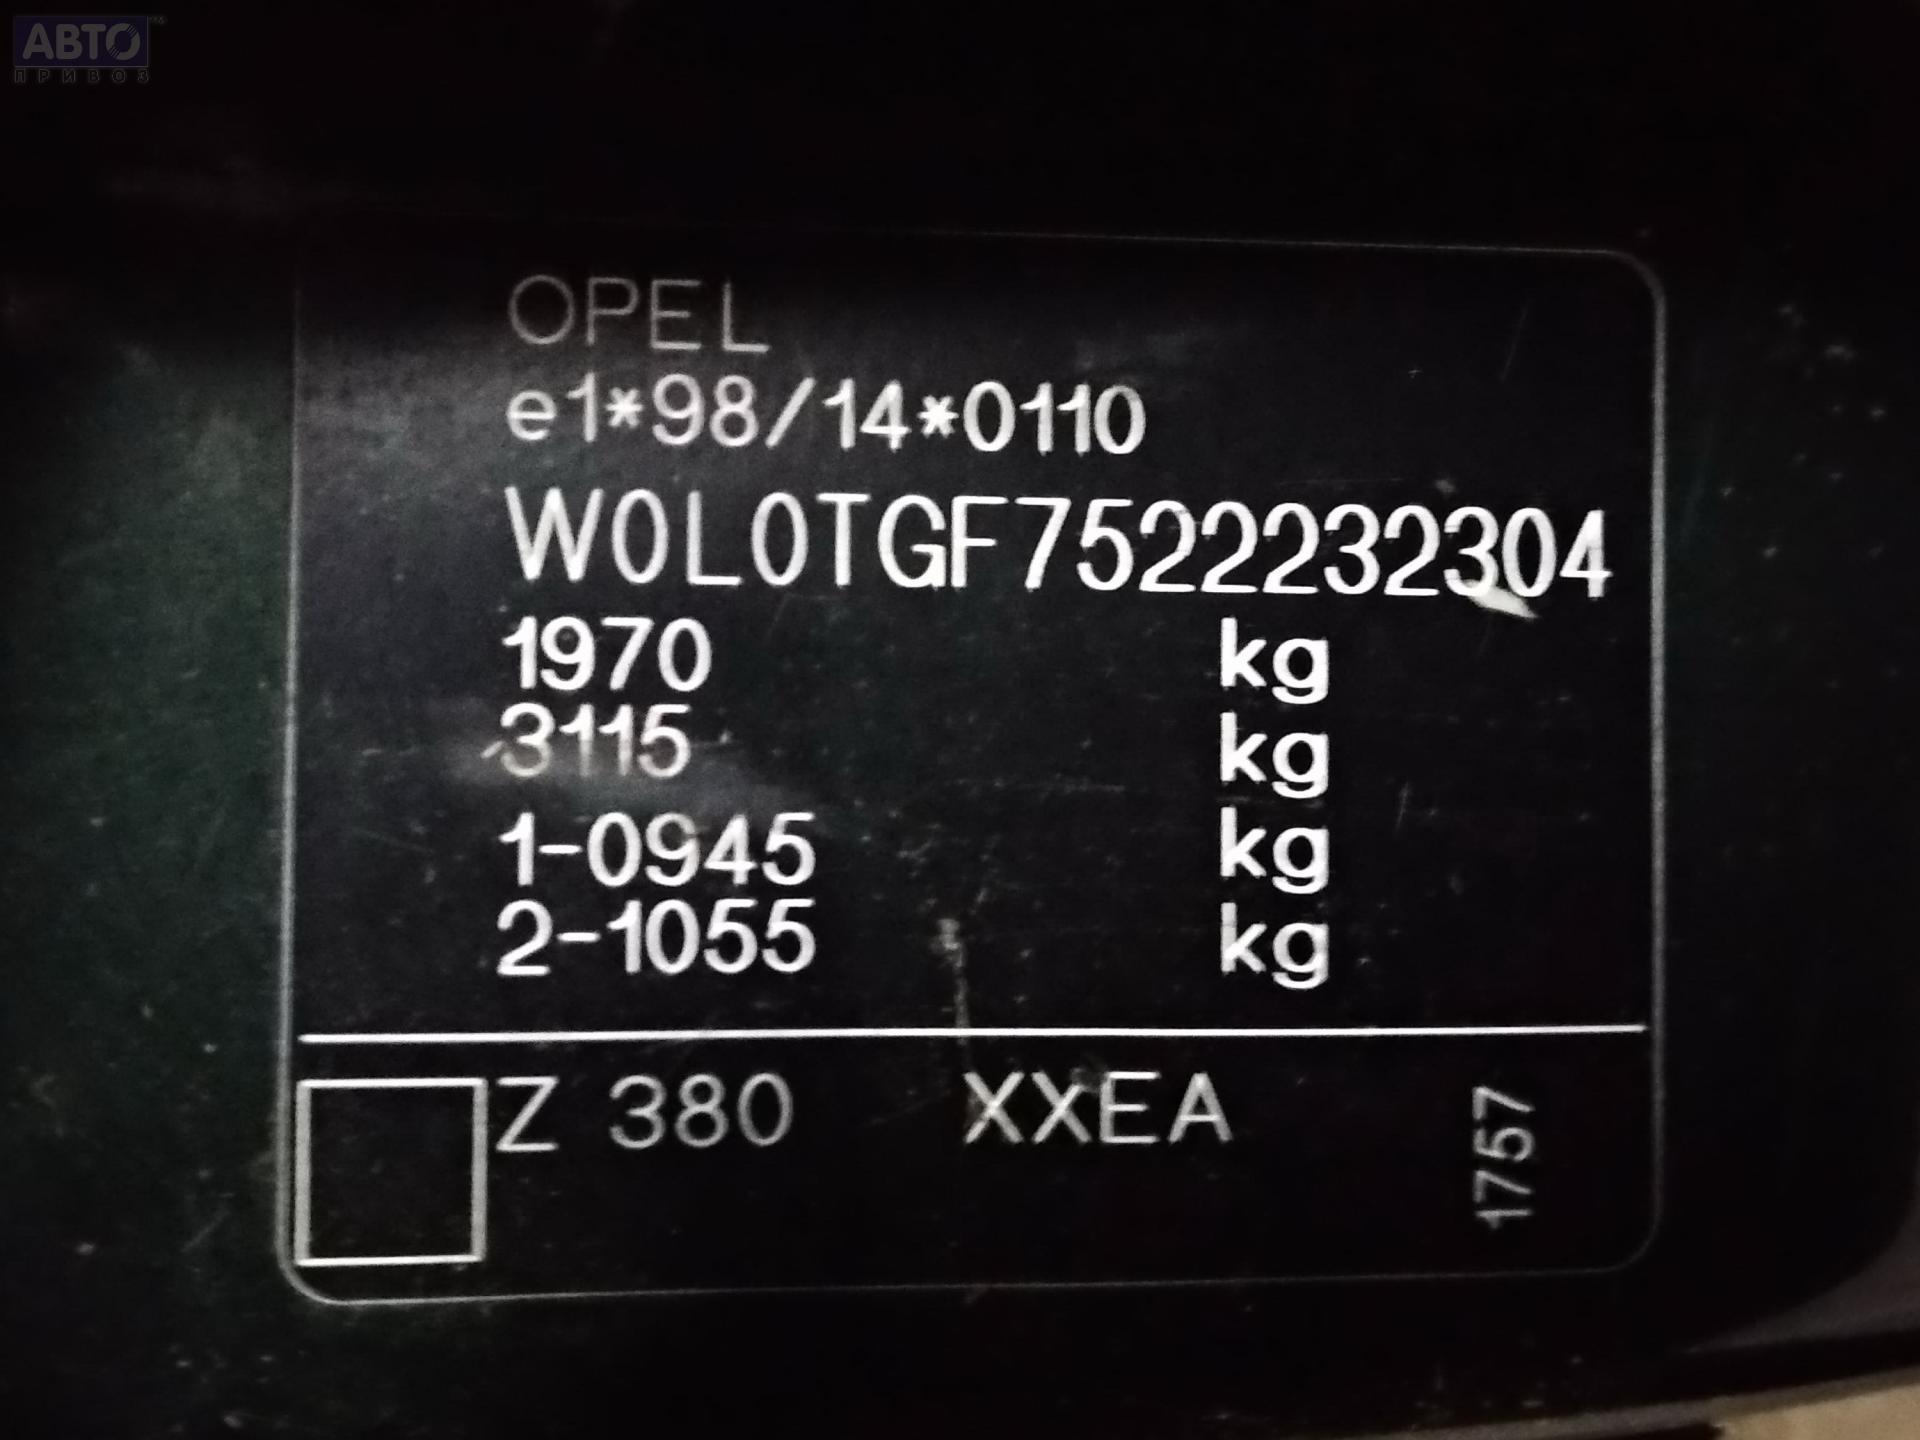 АВТО™
ПРИВОЗ
OPEL
e1*98/14*0110
W0L0TGF7522232304
1970 kg
3115 kg
1-0945 kg
2-1055 kg
Z 380 XXEA
1757